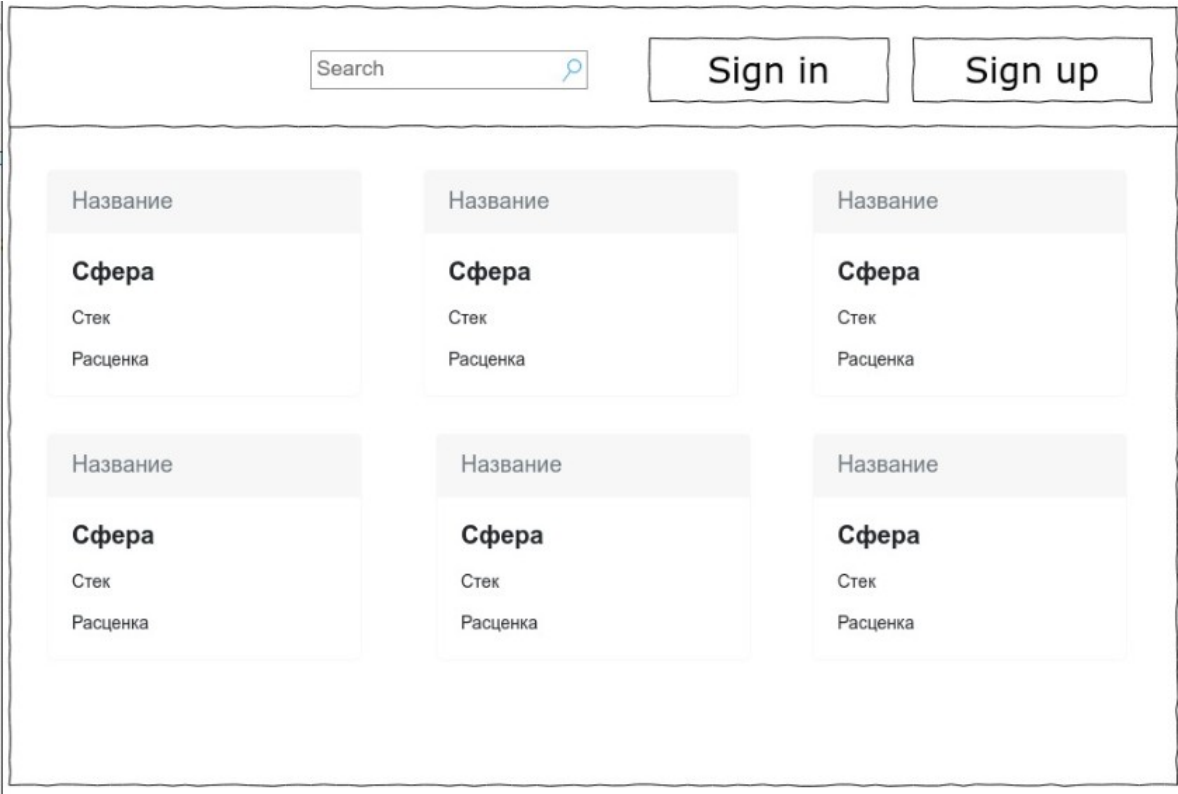 Search
Sign in
Sign up
Название
Название
Название
Сфера
Сфера
Сфера
Стек
Стек
Стек
Расценка
Расценка
Расценка
Название
Название
Название
Сфера
Сфера
Сфера
Стек
Стек
Стек
Расценка
Расценка
Расценка